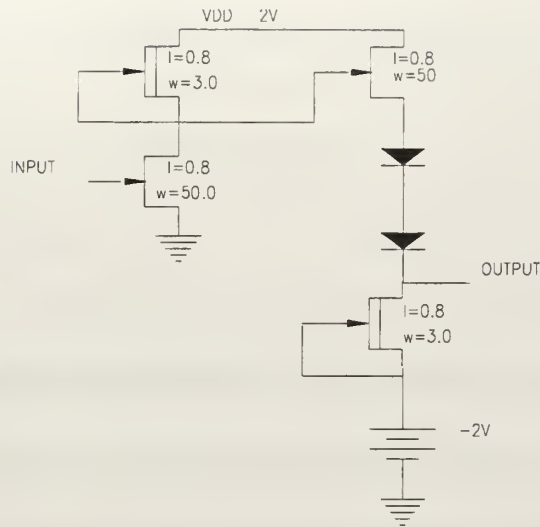 VDD 2V
l=0.8
w=3.0
l=0.8
w=50
INPUT
l=0.8
w=50.0
OUTPUT
l=0.8
w=3.0
-2V